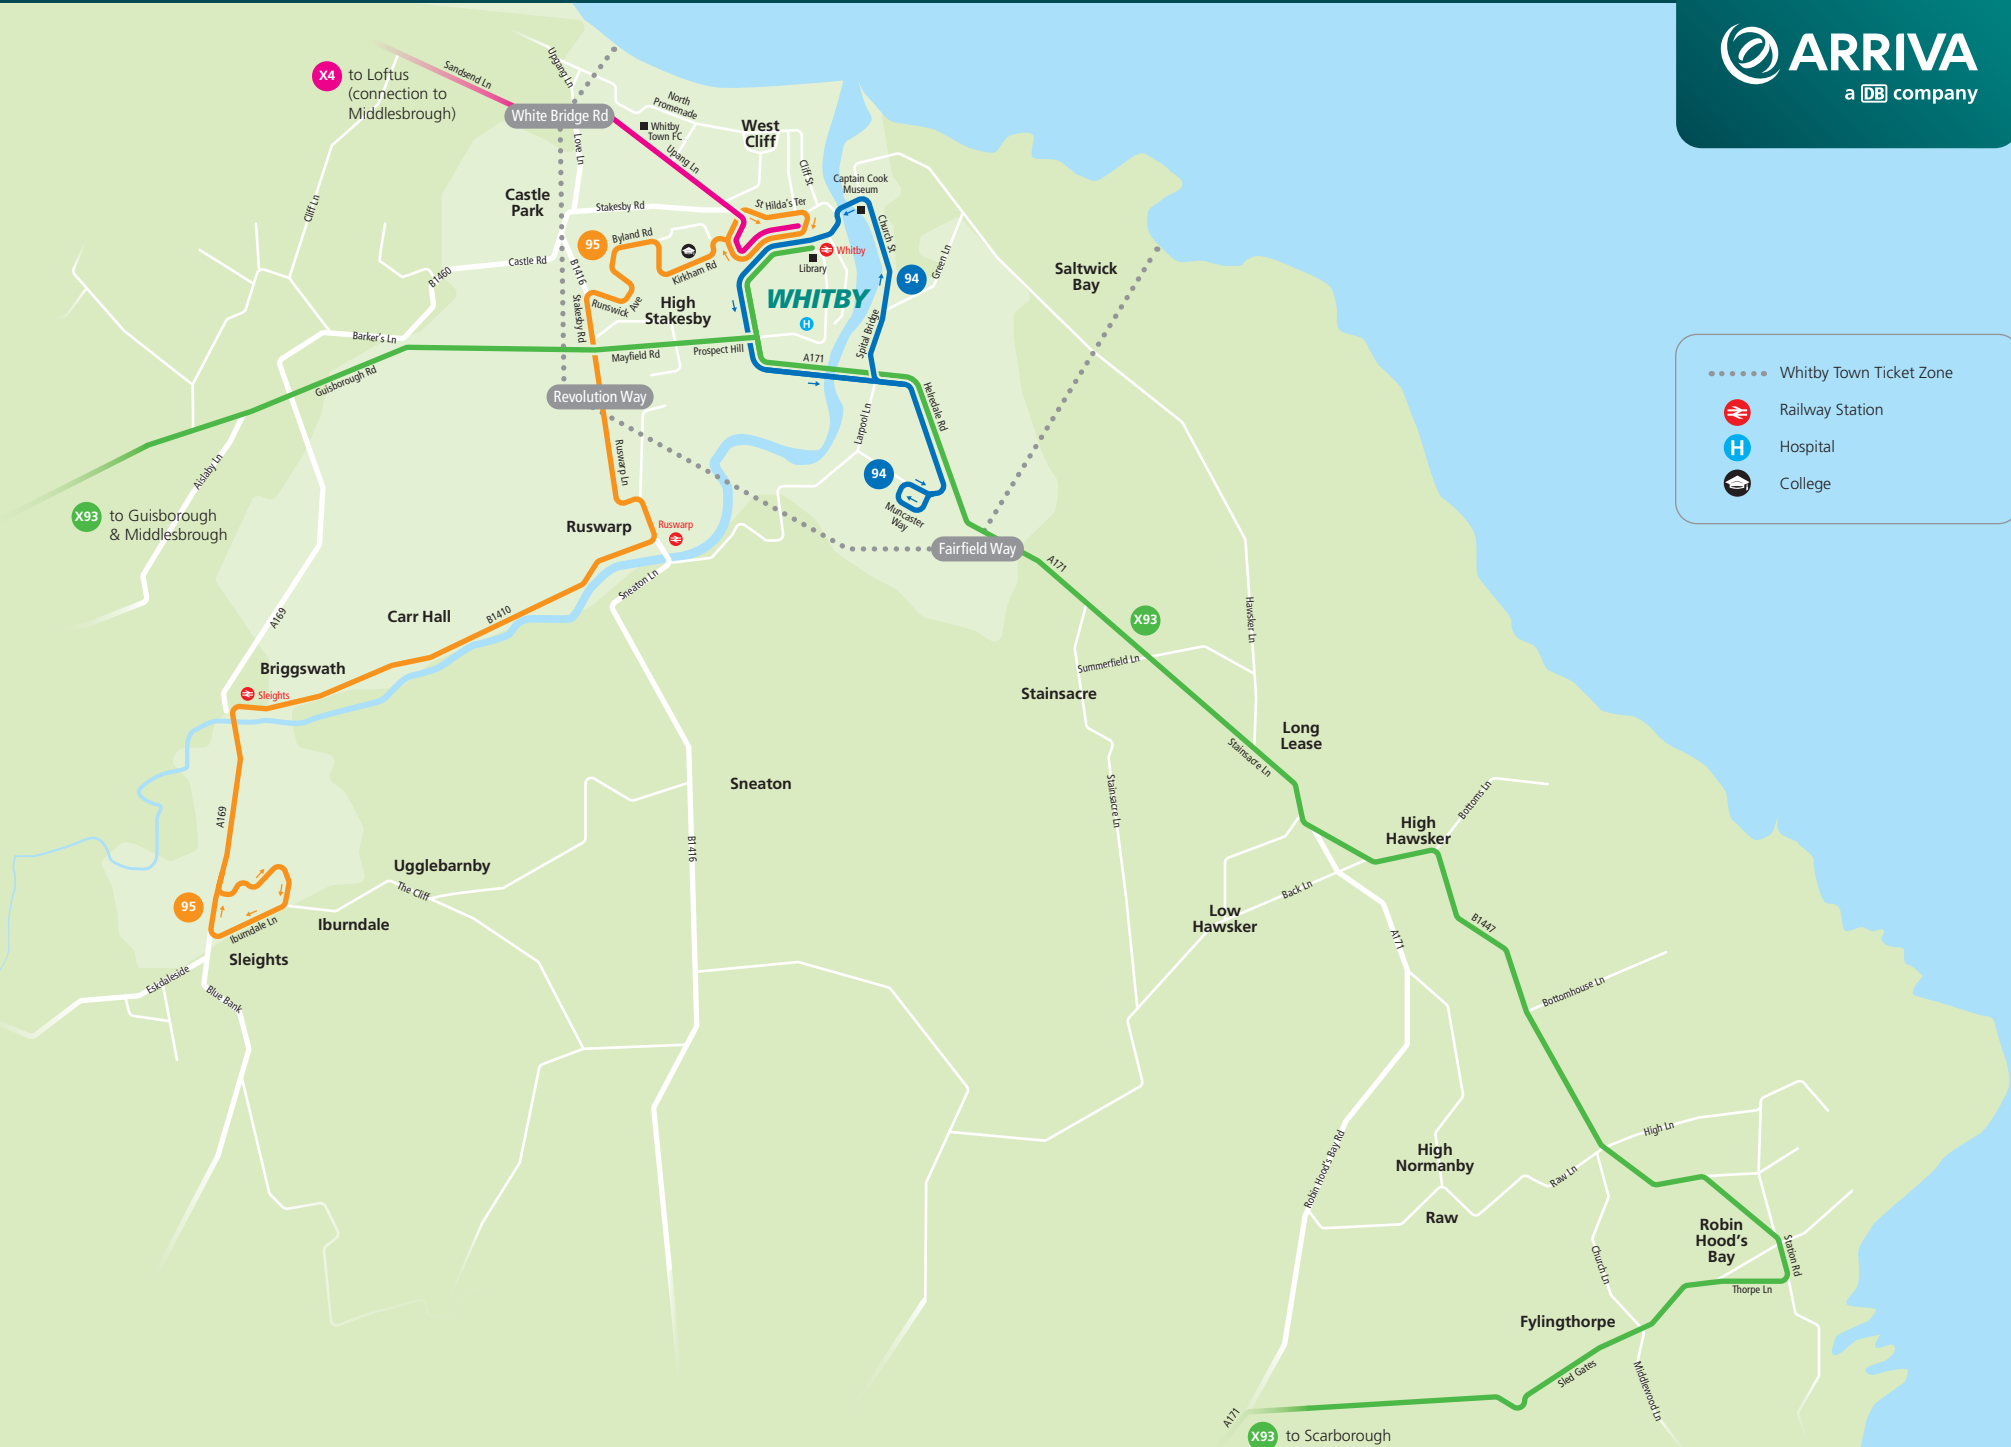 ARRIVA
a DB company
X4 to Loftus
(connection to
Middlesbrough)
Sandsend Ln
Upgang Ln
White Bridge Rd
North
Promenade
Whitby
Town FC
West
Cliff
Upang Ln
Love Ln
Cliff St
Captain Cook
Museum
Castle
Park
Stakesby Rd
St Hilda's Ter
Church St
Cliff Ln
95
Byland Rd
Whitby
Library
Green Ln
94
Saltwick
Bay
Castle Rd
B1460
B1416
Kirkham Rd
WHITBY
H
High
Stakesby
Runswick
Ave
Stakesby Rd
Spital Bridge
Barker's Ln
Mayfield Rd
Prospect Hill
A171
Guisborough Rd
Revolution Way
Helredale Rd
Larpool Ln
Whitby Town Ticket Zone
Railway Station
H Hospital
College
Aislaby Ln
Ruswarp Ln
94
Muncaster
Way
X93 to Guisborough
& Middlesbrough
Ruswarp
Ruswarp
Fairfield Way
A171
Sneaton Ln
A169
Carr Hall
B1410
X93
Hawsker Ln
Briggswath
Sleights
Summerfield Ln
Stainsacre
Long
Lease
Stainsacre Ln
Sneaton
Stainsacre Ln
A169
B1416
High
Hawsker
Bottoms Ln
Ugglebarnby
The Cliff
95
Iburndale
Iburndale Ln
Back Ln
Low
Hawsker
B1447
A171
Sleights
Eskdaleside
Blue Bank
Bottomhouse Ln
High Ln
Robin Hood's Bay Rd
High
Normanby
Raw Ln
Raw
Robin
Hood's
Bay
Station Rd
Church Ln
Thorpe Ln
Fylingthorpe
Sled Gates
Middlewood Ln
A171
X93 to Scarborough